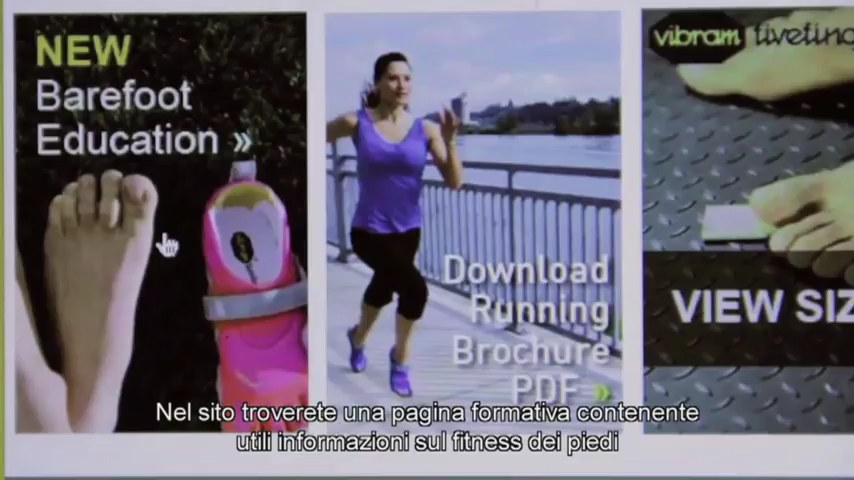 NEW
Barefoot
Education »
Download
Running
Brochure
PDF »
vibram
VIEW
Nel sito troverete una pagina formativa contenente
utili informazioni sul fitness dei piedi